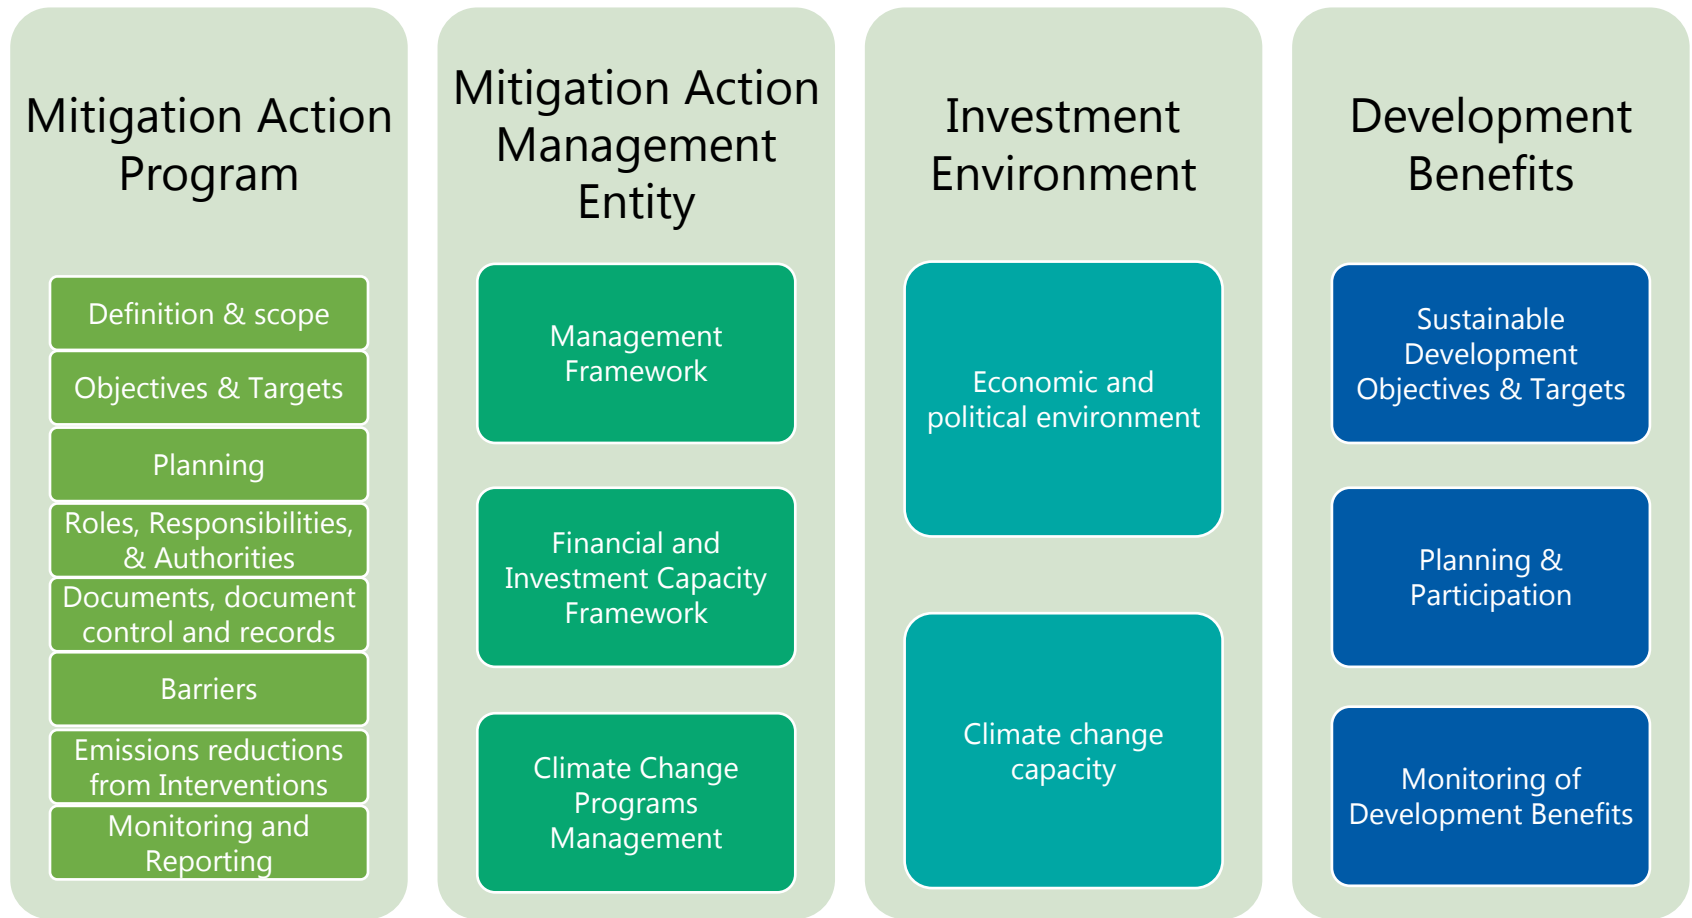 Mitigation Action
Program
Definition & scope
Objectives & Targets
Planning
Roles, Responsibilities,
& Authorities
Documents, document
control and records
Barriers
Emissions reductions
from Interventions
Monitoring and
Reporting
Mitigation Action
Management
Entity
Management
Framework
Financial and
Investment Capacity
Framework
Climate Change
Programs
Management
Investment
Environment
Economic and
political environment
Climate change
capacity
Development
Benefits
Sustainable
Development
Objectives & Targets
Planning &
Participation
Monitoring of
Development Benefits